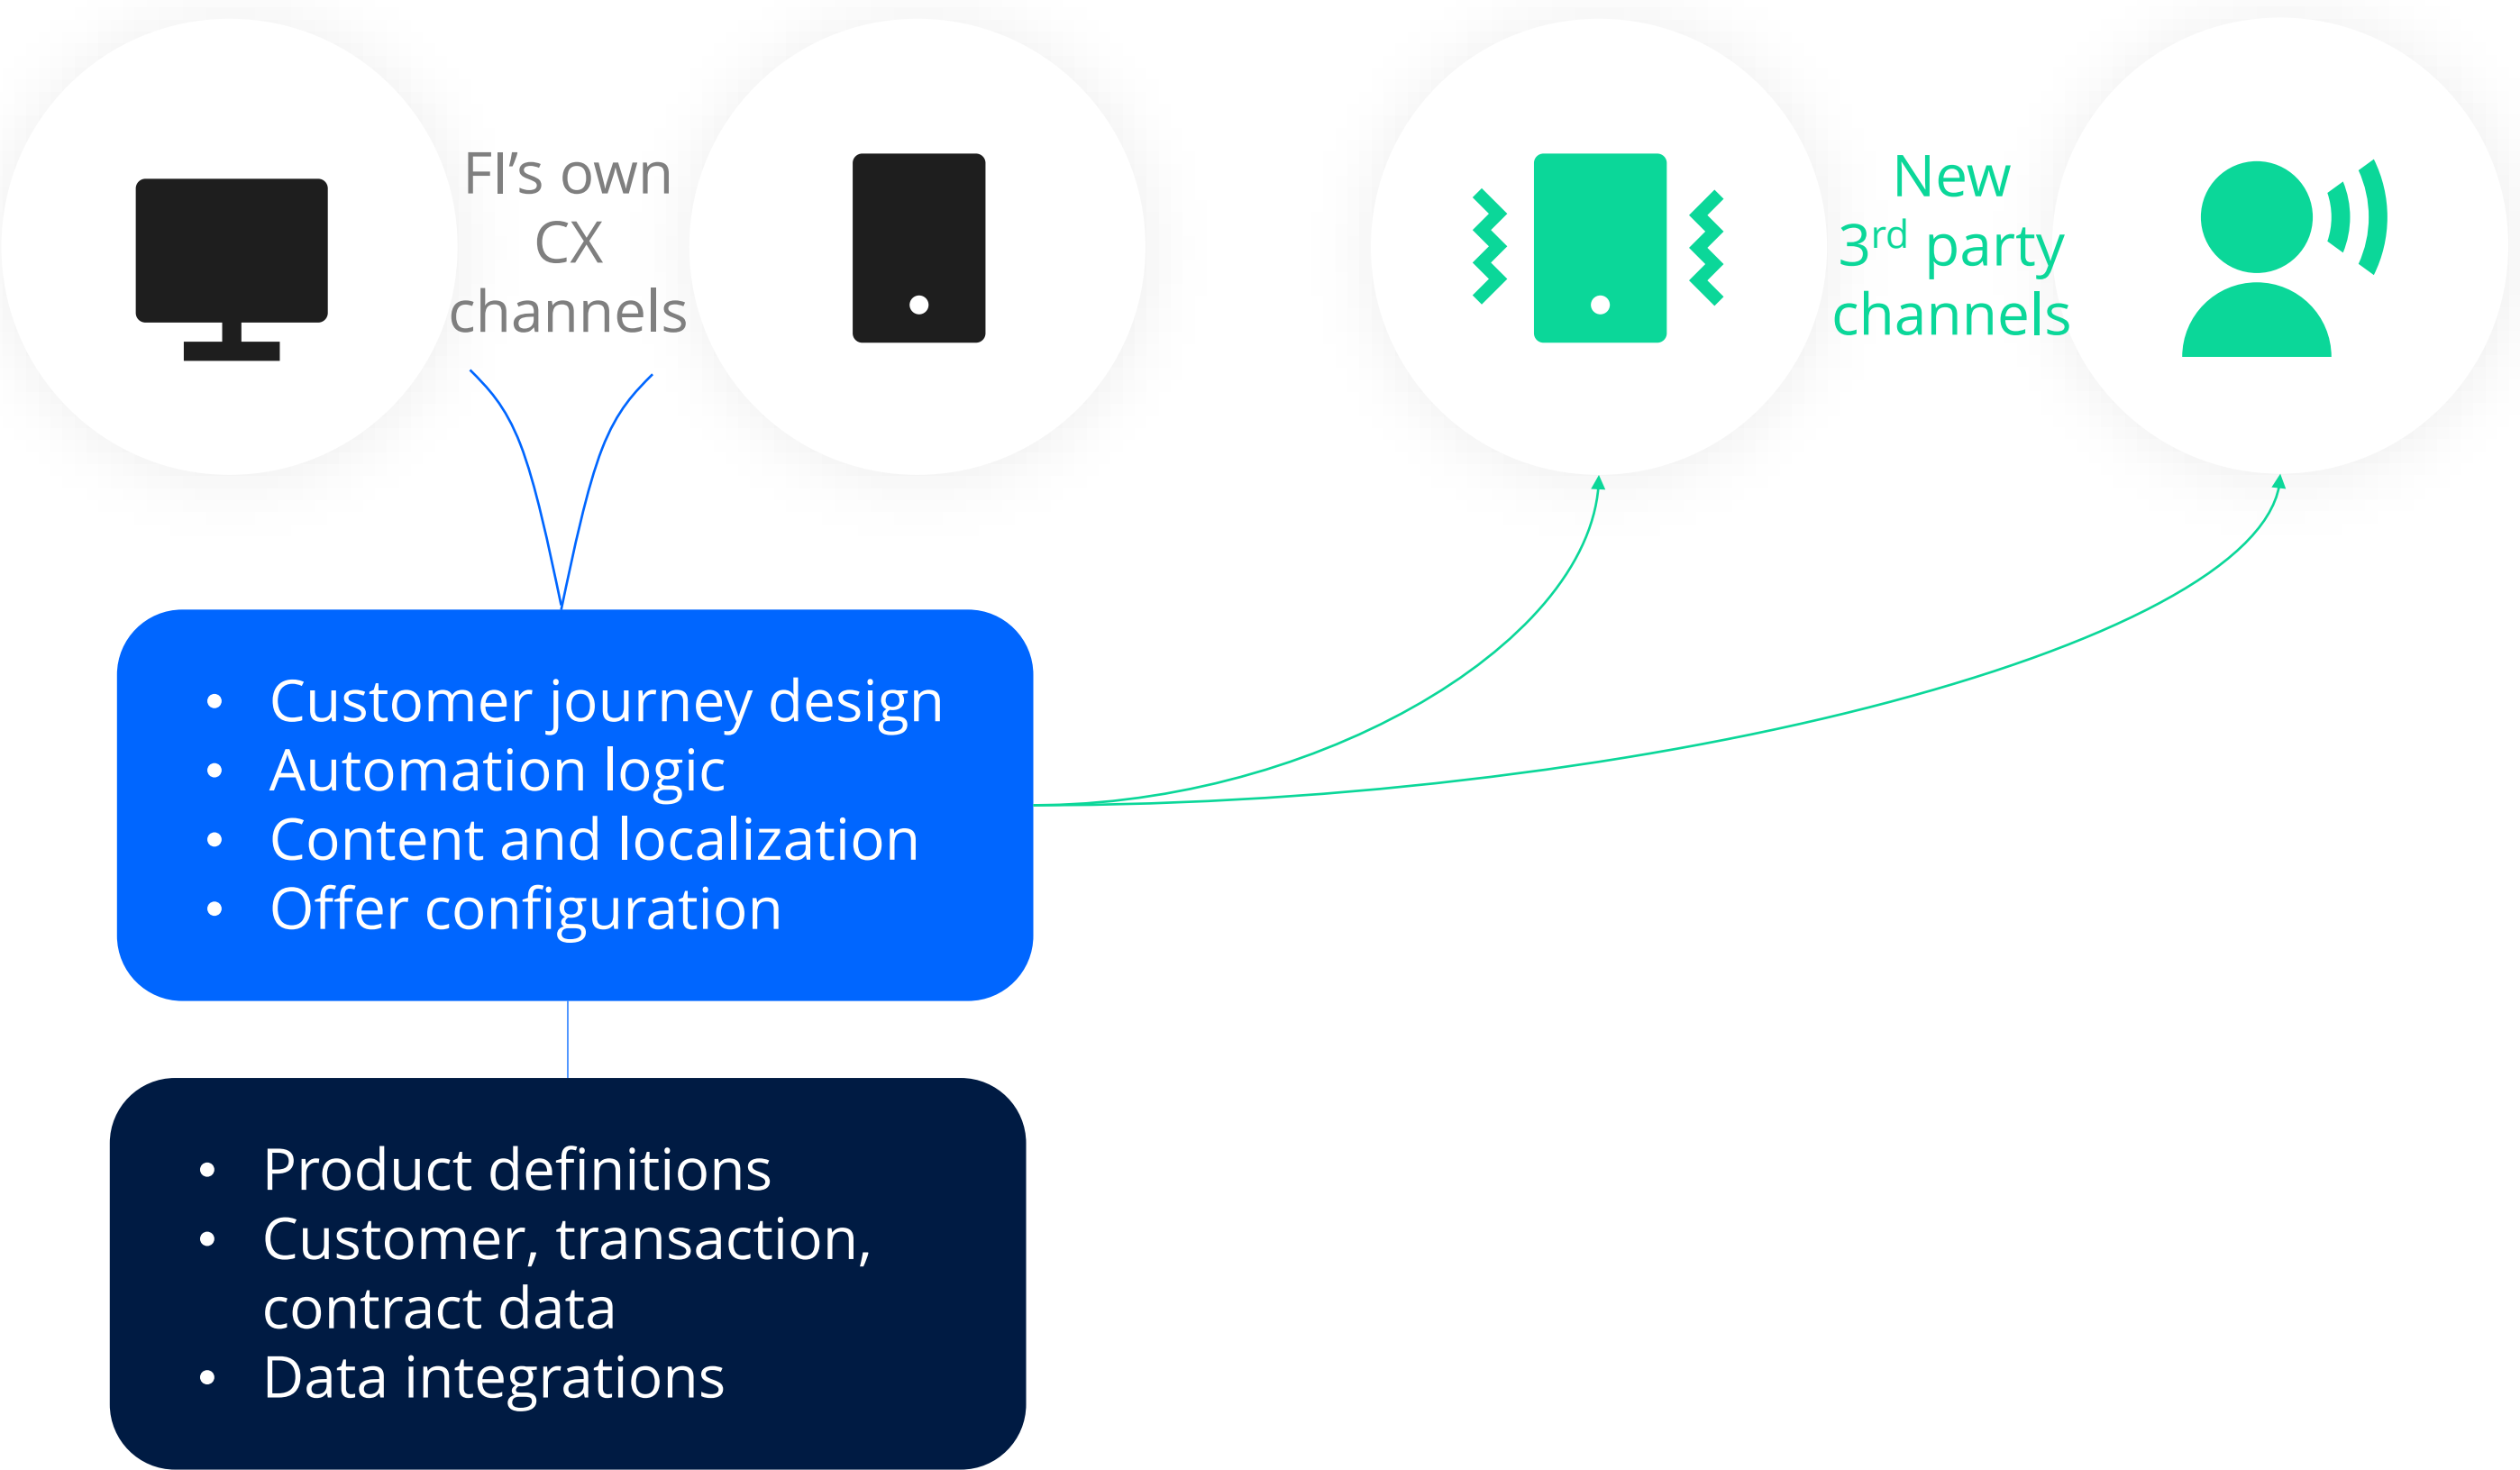 FI’s own
CX
channels
New
3rd party
channels
• Customer journey design
• Automation logic
• Content and localization
• Offer configuration
• Product definitions
• Customer, transaction,
contract data
• Data integrations